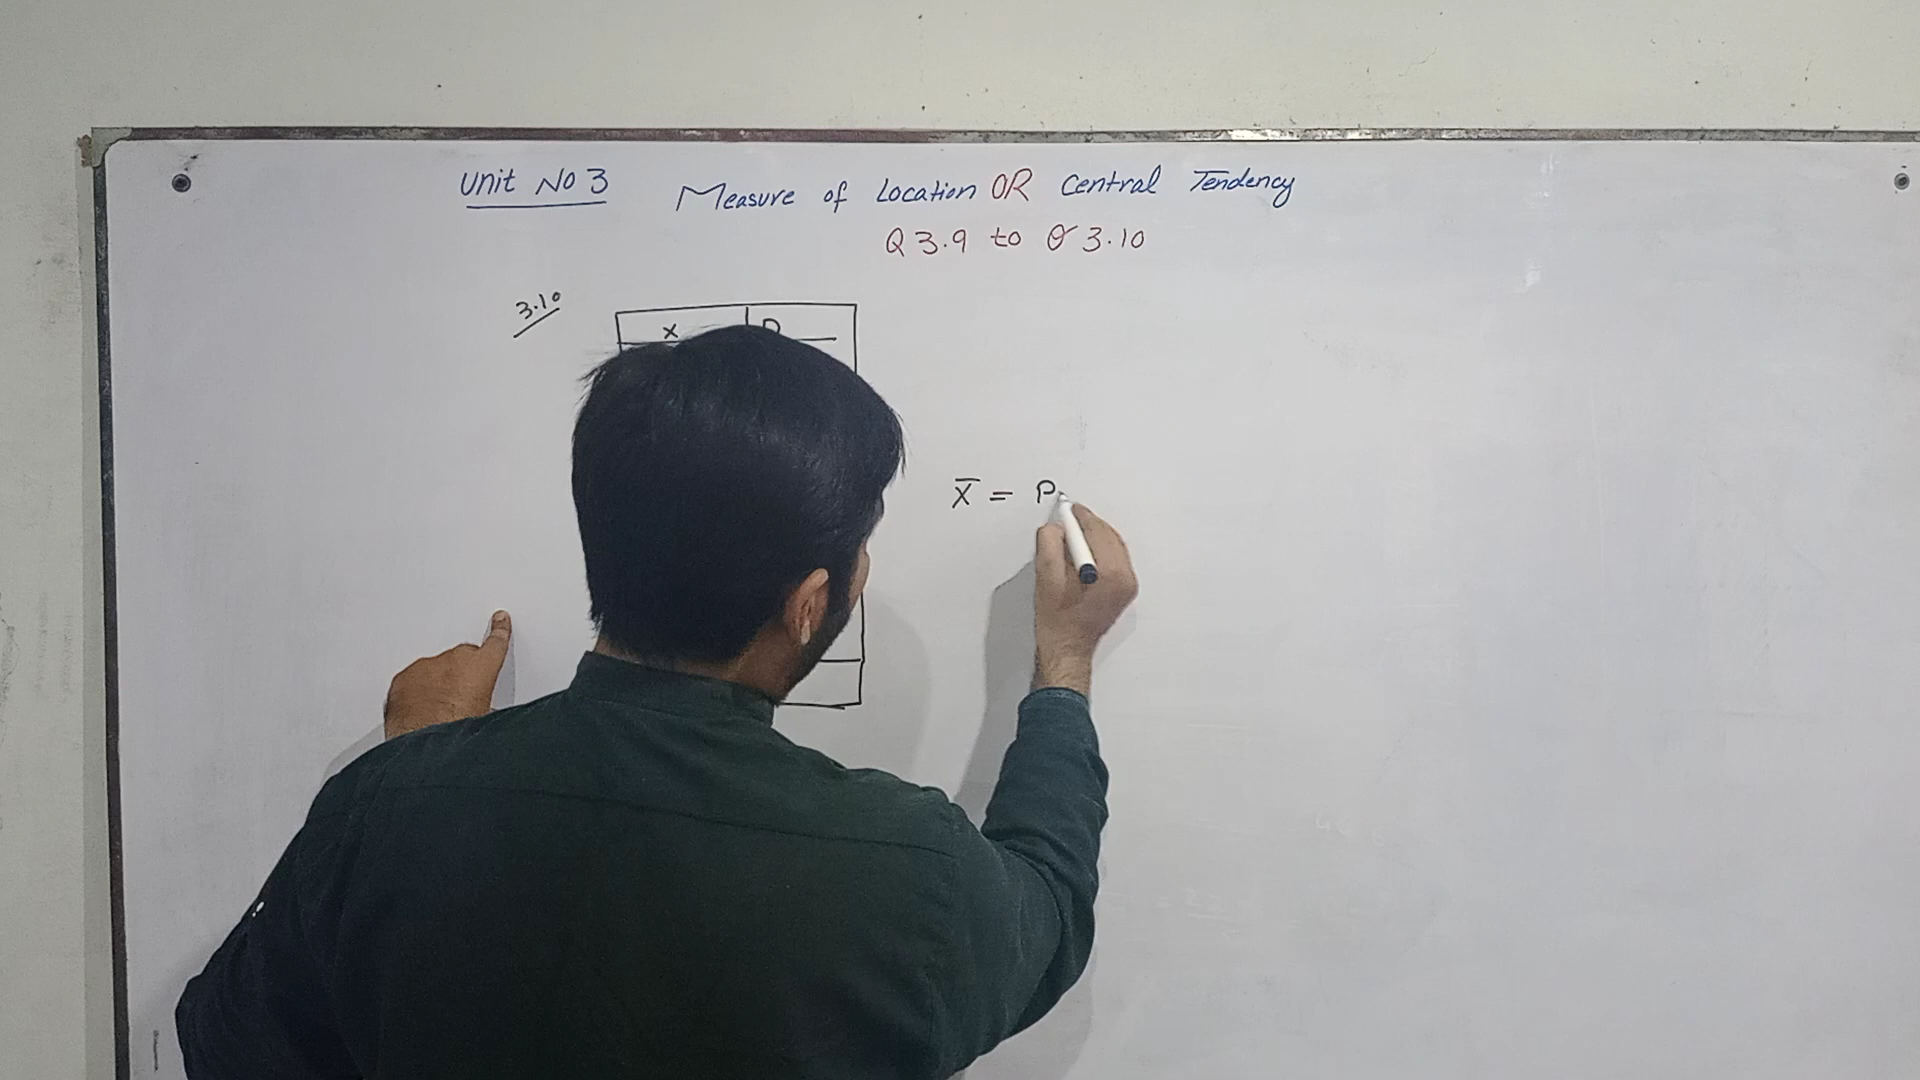 Unit No 3 Measure of Location OR Central Tendency
Q 3.9 to Q 3.10
3.10
x D
X̄ = P